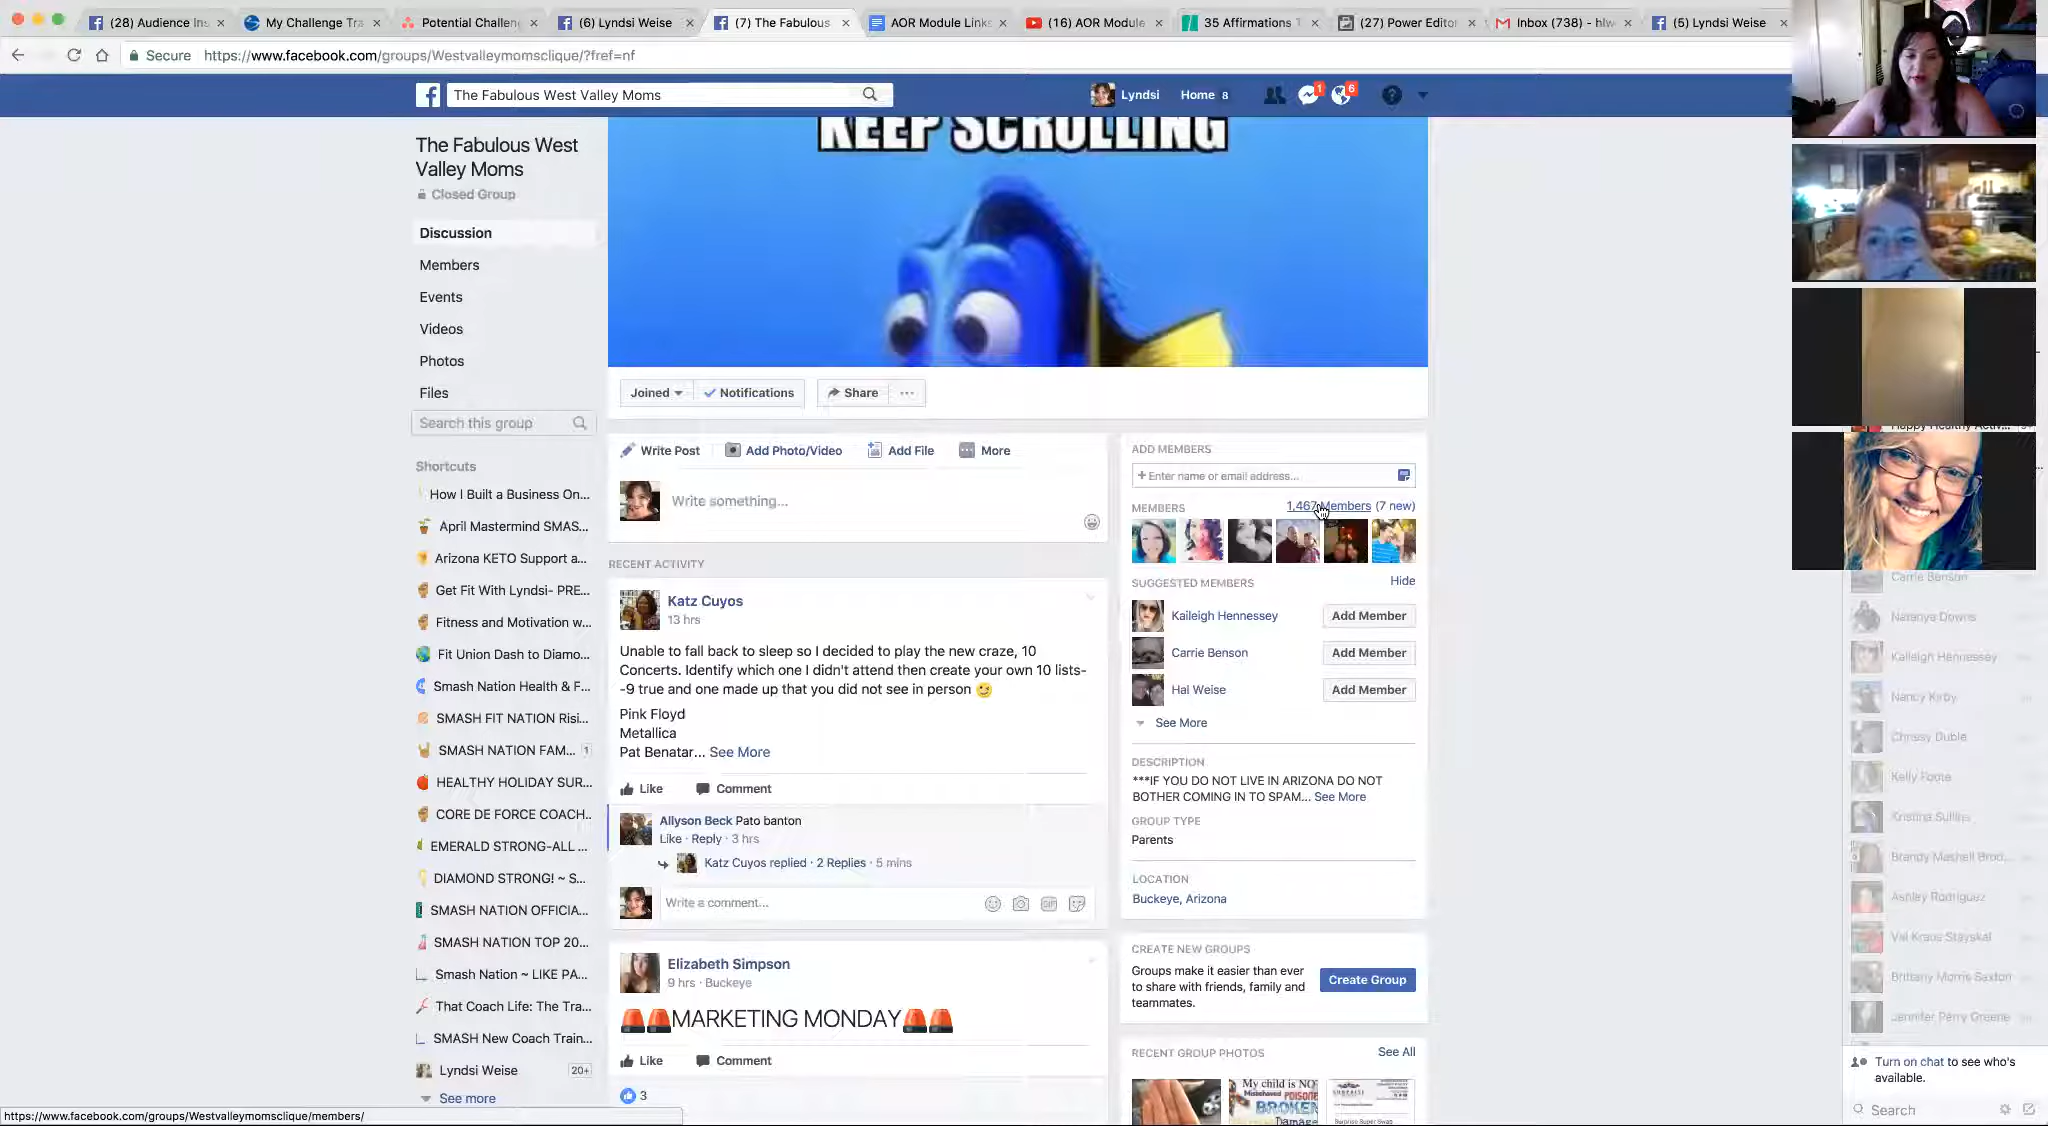 (28) Audience Ins
My Challenge Tra
Potential Challen
(6) Lyndsi Weise
(7) The Fabulous
AOR Module Links
(16) AOR Module
35 Affirmations T
(27) Power Editor
Inbox (738) - hlw
(5) Lyndsi Weise
Secure https://www.facebook.com/groups/Westvalleymomsclique/?fref=nf
The Fabulous West Valley Moms
Lyndsi Home 8
1
6
The Fabulous West
Valley Moms
Closed Group
Discussion
Members
Events
Videos
Photos
Files
Search this group
Shortcuts
How I Built a Business On...
April Mastermind SMAS...
Arizona KETO Support a...
Get Fit With Lyndsi- PRE...
Fitness and Motivation w...
Fit Union Dash to Diamo...
Smash Nation Health & F...
SMASH FIT NATION Risi...
SMASH NATION FAM... 1
HEALTHY HOLIDAY SUR...
CORE DE FORCE COACH...
EMERALD STRONG-ALL ...
DIAMOND STRONG! ~ S...
SMASH NATION OFFICIA...
SMASH NATION TOP 20...
Smash Nation ~ LIKE PA...
That Coach Life: The Tra...
SMASH New Coach Train...
Lyndsi Weise 20+
See more
https://www.facebook.com/groups/Westvalleymomsclique/members/
KEEP SCROLLING
Joined Notifications Share ...
Write Post Add Photo/Video Add File More
Write something...
RECENT ACTIVITY
Katz Cuyos
13 hrs
Unable to fall back to sleep so I decided to play the new craze, 10
Concerts. Identify which one I didn't attend then create your own 10 lists-
-9 true and one made up that you did not see in person
Pink Floyd
Metallica
Pat Benatar... See More
Like Comment
Allyson Beck Pato banton
Like · Reply · 3 hrs
Katz Cuyos replied · 2 Replies · 5 mins
Write a comment...
GIF
Elizabeth Simpson
9 hrs · Buckeye
MARKETING MONDAY
Like Comment
3
ADD MEMBERS
+ Enter name or email address...
MEMBERS 1,467 Members (7 new)
SUGGESTED MEMBERS Hide
Kaileigh Hennessey Add Member
Carrie Benson Add Member
Hal Weise Add Member
See More
DESCRIPTION
***IF YOU DO NOT LIVE IN ARIZONA DO NOT
BOTHER COMING IN TO SPAM... See More
GROUP TYPE
Parents
LOCATION
Buckeye, Arizona
CREATE NEW GROUPS
Groups make it easier than ever
to share with friends, family and
teammates.
Create Group
RECENT GROUP PHOTOS See All
My child is NOT
BROKEN
Damage
Happy Healthy Activ...
Carrie Benson
Natanya Downs
Kaileigh Hennessey
Nancy Kirby
Chrissy Duble
Kelly Foote
Kristina Sullins
Brandy Mashell Brod...
Ashley Rodriguez
Val Kraus Stayskal
Brittany Morris Saxton
Jennifer Perry Greene
Turn on chat to see who's
available.
Search